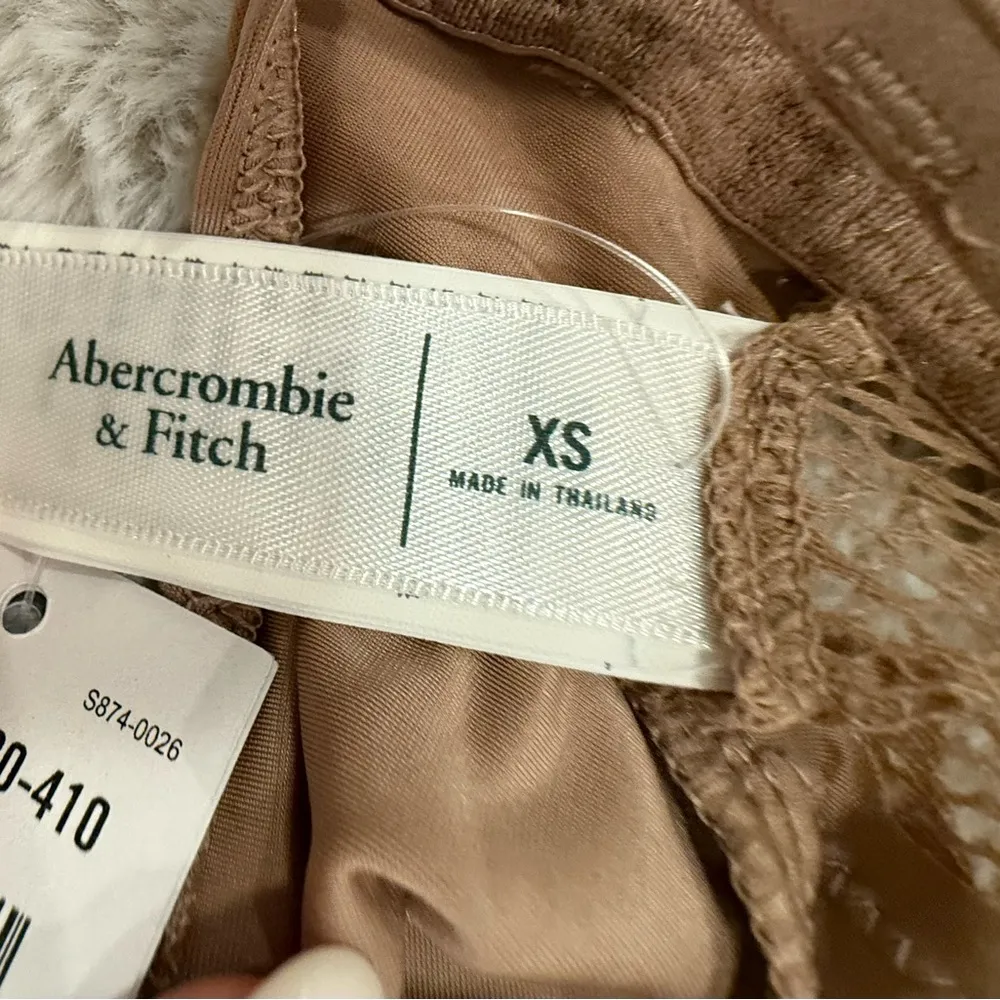 Abercrombie
& Fitch
XS
MADE IN THAILAND
S874-0026
0-410